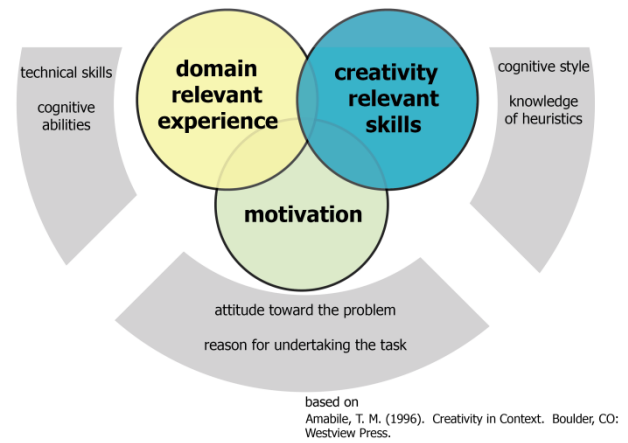 domain
relevant
experience
creativity
relevant
skills
motivation
technical skills
cognitive
abilities
cognitive style
knowledge
of heuristics
attitude toward the problem
reason for undertaking the task
based on
Amabile, T. M. (1996).  Creativity in Context.  Boulder, CO:
Westview Press.